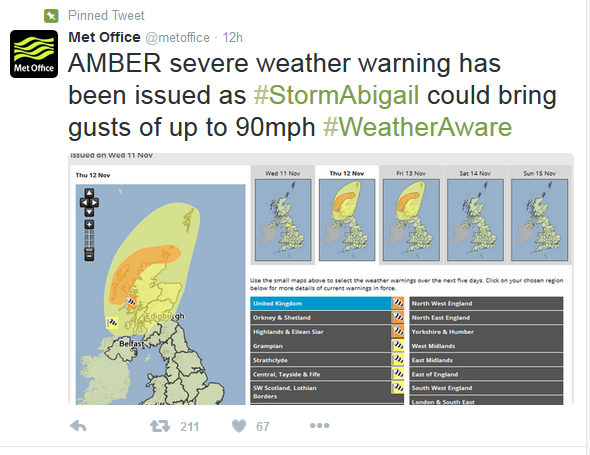 Pinned Tweet
Met Office @metoffice · 12h
Met Office
AMBER severe weather warning has
been issued as #StormAbigail could bring
gusts of up to 90mph #WeatherAware
Issued on Wed 11 Nov
Thu 12 Nov
Edinburgh
Belfast
Wed 11 Nov
Thu 12 Nov
Fri 13 Nov
Sat 14 Nov
Sun 15 Nov
Use the small maps above to select the weather warnings over the next five days. Click on your chosen region
below for more details of current warnings in force.
United Kingdom
Orkney & Shetland
Highlands & Eilean Siar
Grampian
Strathclyde
Central, Tayside & Fife
SW Scotland, Lothian
Borders
North West England
North East England
Yorkshire & Humber
West Midlands
East Midlands
East of England
South West England
London & South East
211
67